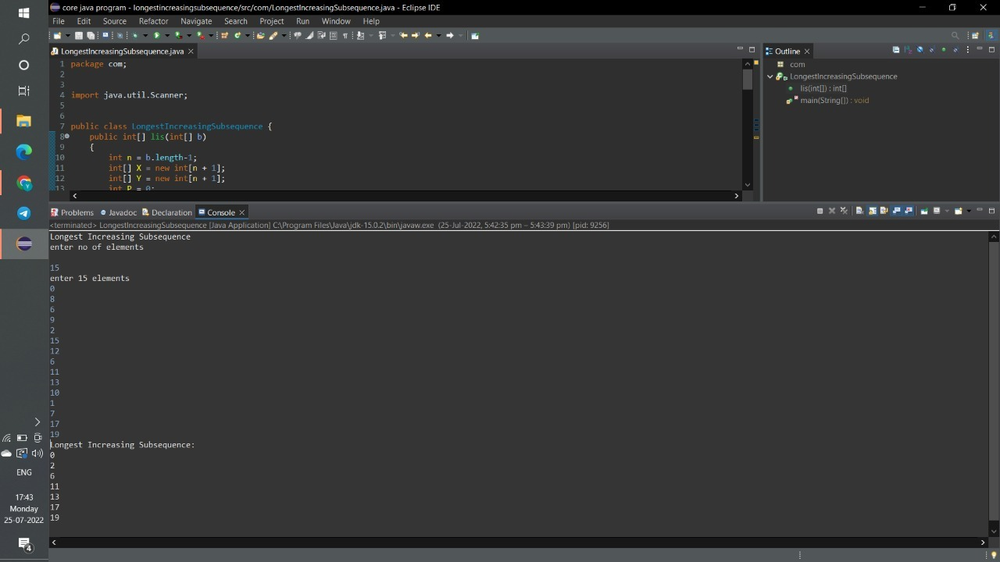 core java program - longestincreasingsubsequence/src/com/LongestIncreasingSubsequence.java - Eclipse IDE
File Edit Source Refactor Navigate Search Project Run Window Help
LongestIncreasingSubsequence.java
1 package com;
2
3
4 import java.util.Scanner;
5
6
7 public class LongestIncreasingSubsequence {
8 public int[] lis(int[] b)
9 {
10 int n = b.length-1;
11 int[] X = new int[n + 1];
12 int[] Y = new int[n + 1];
13 int P = 0;
Outline
com
LongestIncreasingSubsequence
lis(int[]) : int[]
main(String[]) : void
Problems Javadoc Declaration Console
<terminated> LongestIncreasingSubsequence [Java Application] C:\Program Files\Java\jdk-15.0.2\bin\javaw.exe (25-Jul-2022, 5:42:35 pm – 5:43:39 pm) [pid: 9256]
Longest Increasing Subsequence
enter no of elements
15
enter 15 elements
0
8
6
9
2
15
12
6
11
13
10
1
7
17
19
Longest Increasing Subsequence:
0
2
6
11
13
17
19
ENG
17:43
Monday
25-07-2022
4